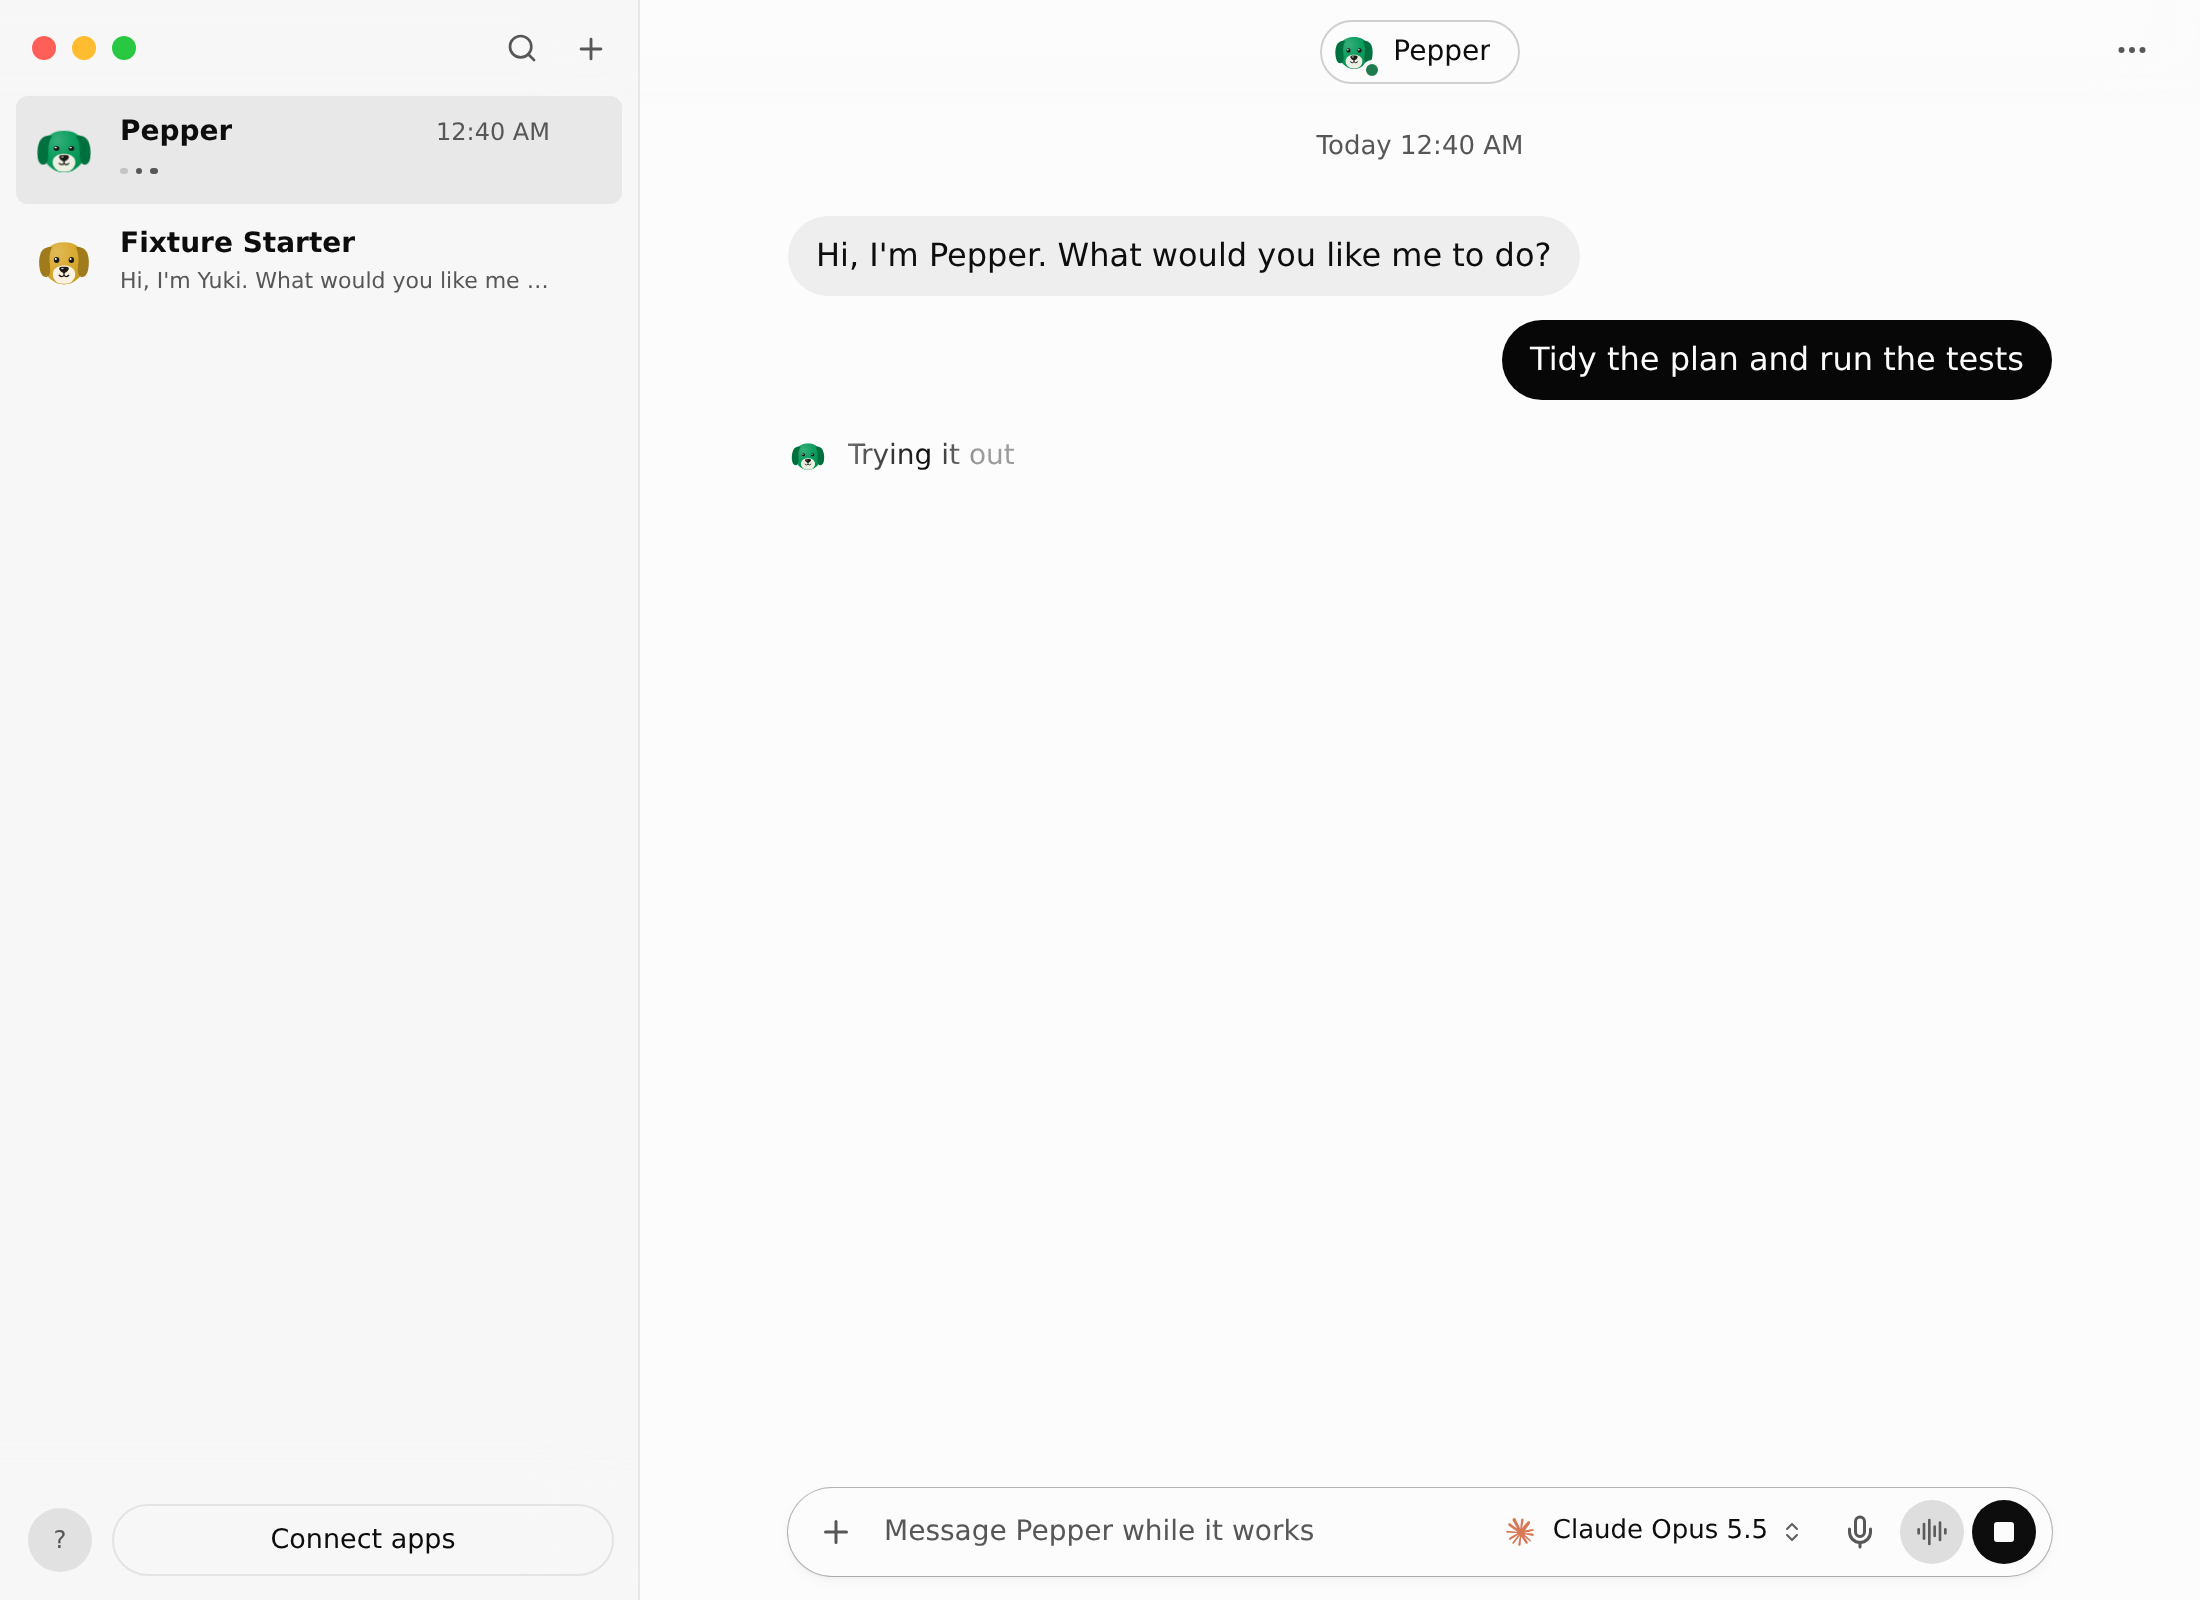 Pepper
12:40 AM
Fixture Starter
Hi, I'm Yuki. What would you like me ...
?
Connect apps
Pepper
Today 12:40 AM
Hi, I'm Pepper. What would you like me to do?
Tidy the plan and run the tests
Trying it out
Message Pepper while it works
Claude Opus 5.5